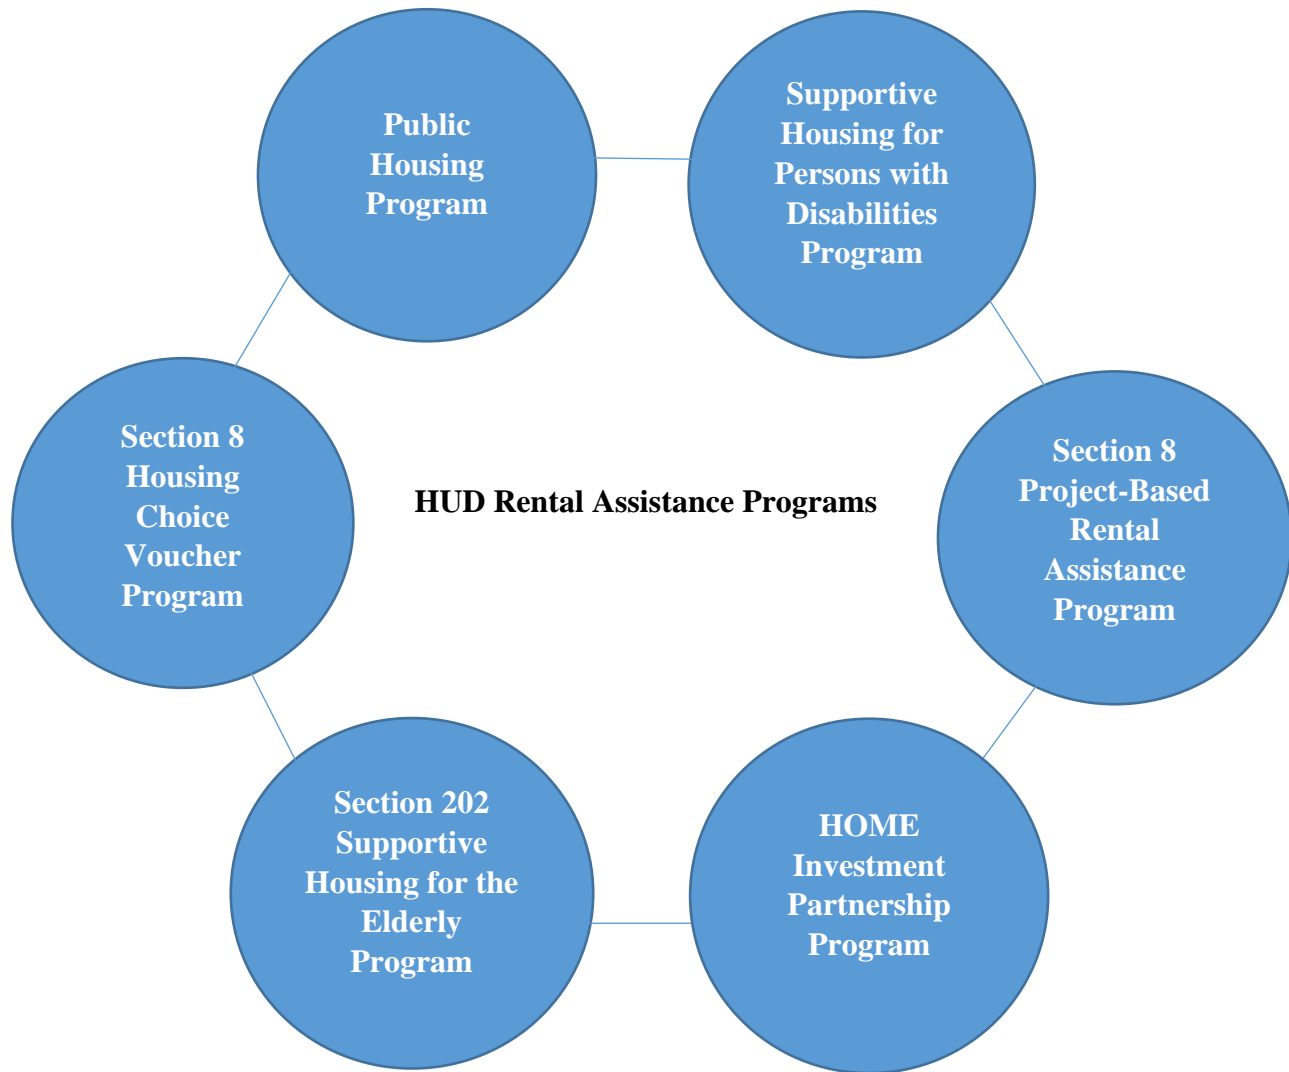 Public
Housing
Program
Supportive
Housing for
Persons with
Disabilities
Program
Section 8
Housing
Choice
Voucher
Program
HUD Rental Assistance Programs
Section 8
Project-Based
Rental
Assistance
Program
Section 202
Supportive
Housing for the
Elderly
Program
HOME
Investment
Partnership
Program